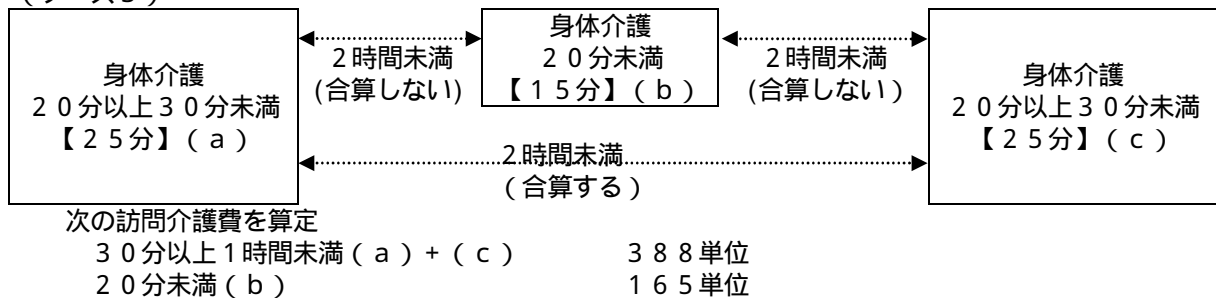 身体介護
２０分以上３０分未満
【２５分】（ａ）
２時間未満
(合算しない)
身体介護
２０分未満
【１５分】（ｂ）
２時間未満
(合算しない）
身体介護
２０分以上３０分未満
【２５分】（ｃ）
２時間未満
（合算する）
次の訪問介護費を算定
３０分以上１時間未満（ａ）＋（ｃ） ３８８単位
２０分未満（ｂ） １６５単位